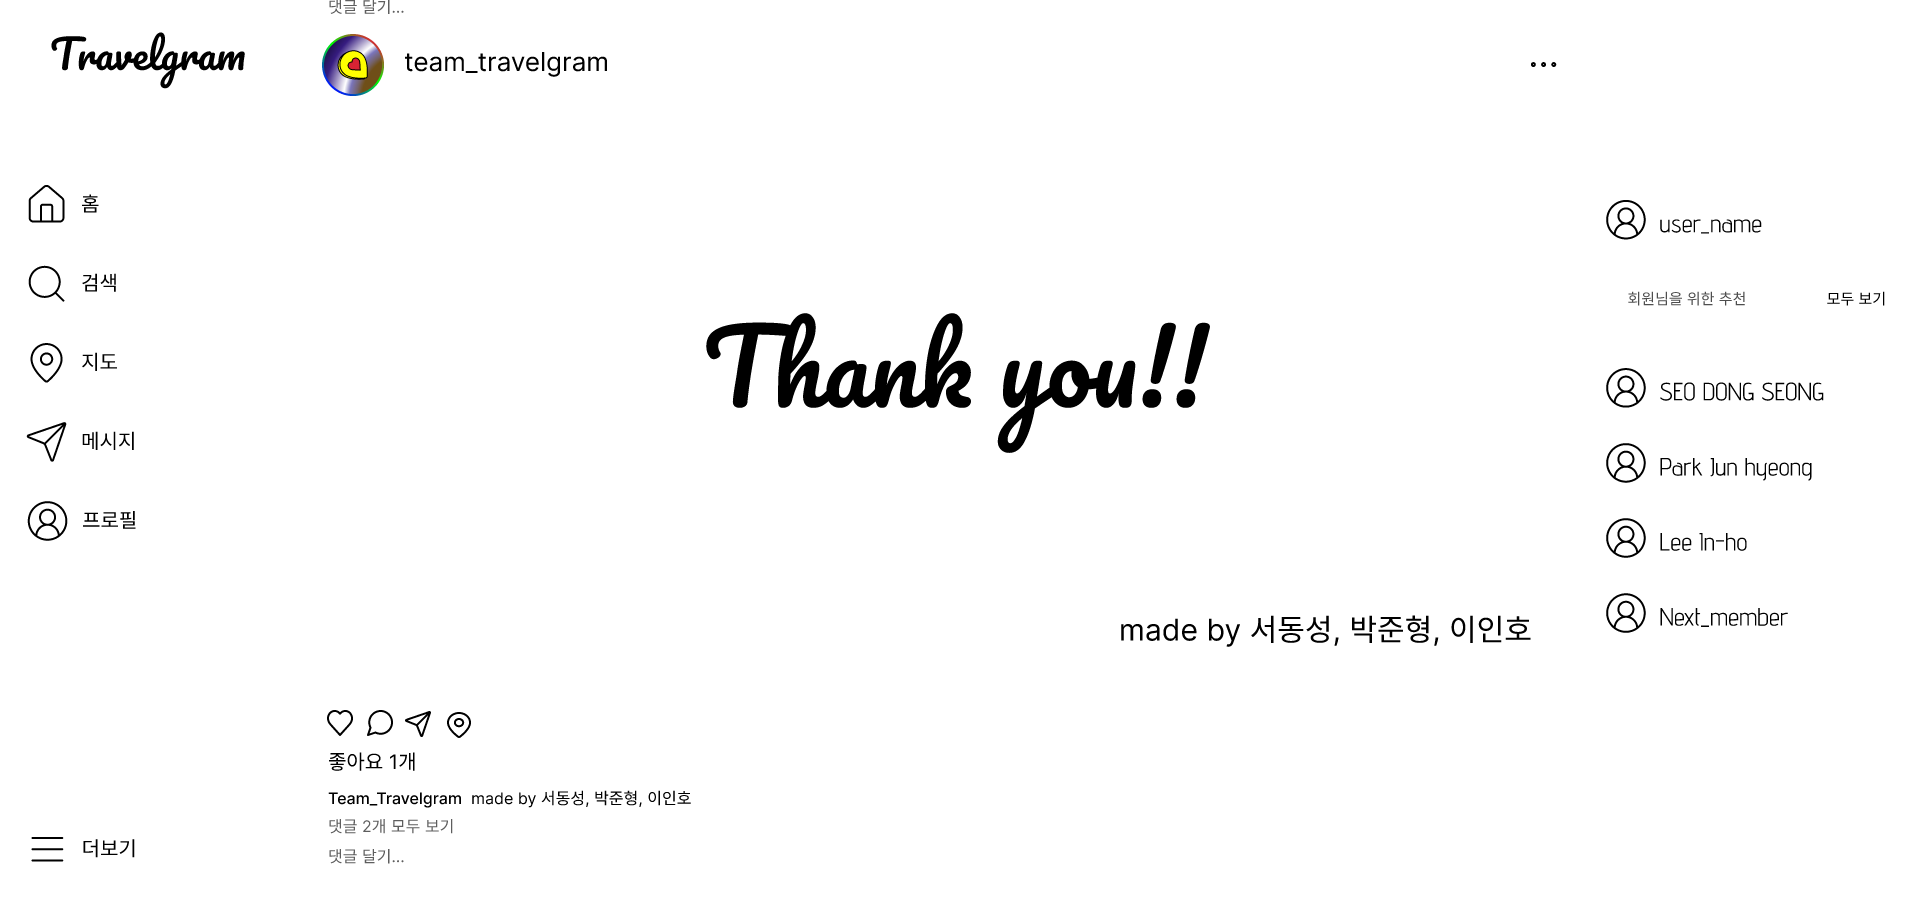 댓글 달기...
Travelgram
team_travelgram
홈
검색
지도
메시지
프로필
더보기
Thank you!!
made by 서동성, 박준형, 이인호
좋아요 1개
Team_Travelgram made by 서동성, 박준형, 이인호
댓글 2개 모두 보기
댓글 달기...
user_name
회원님을 위한 추천 모두 보기
SEO DONG SEONG
Park Jun hyeong
Lee In-ho
Next_member